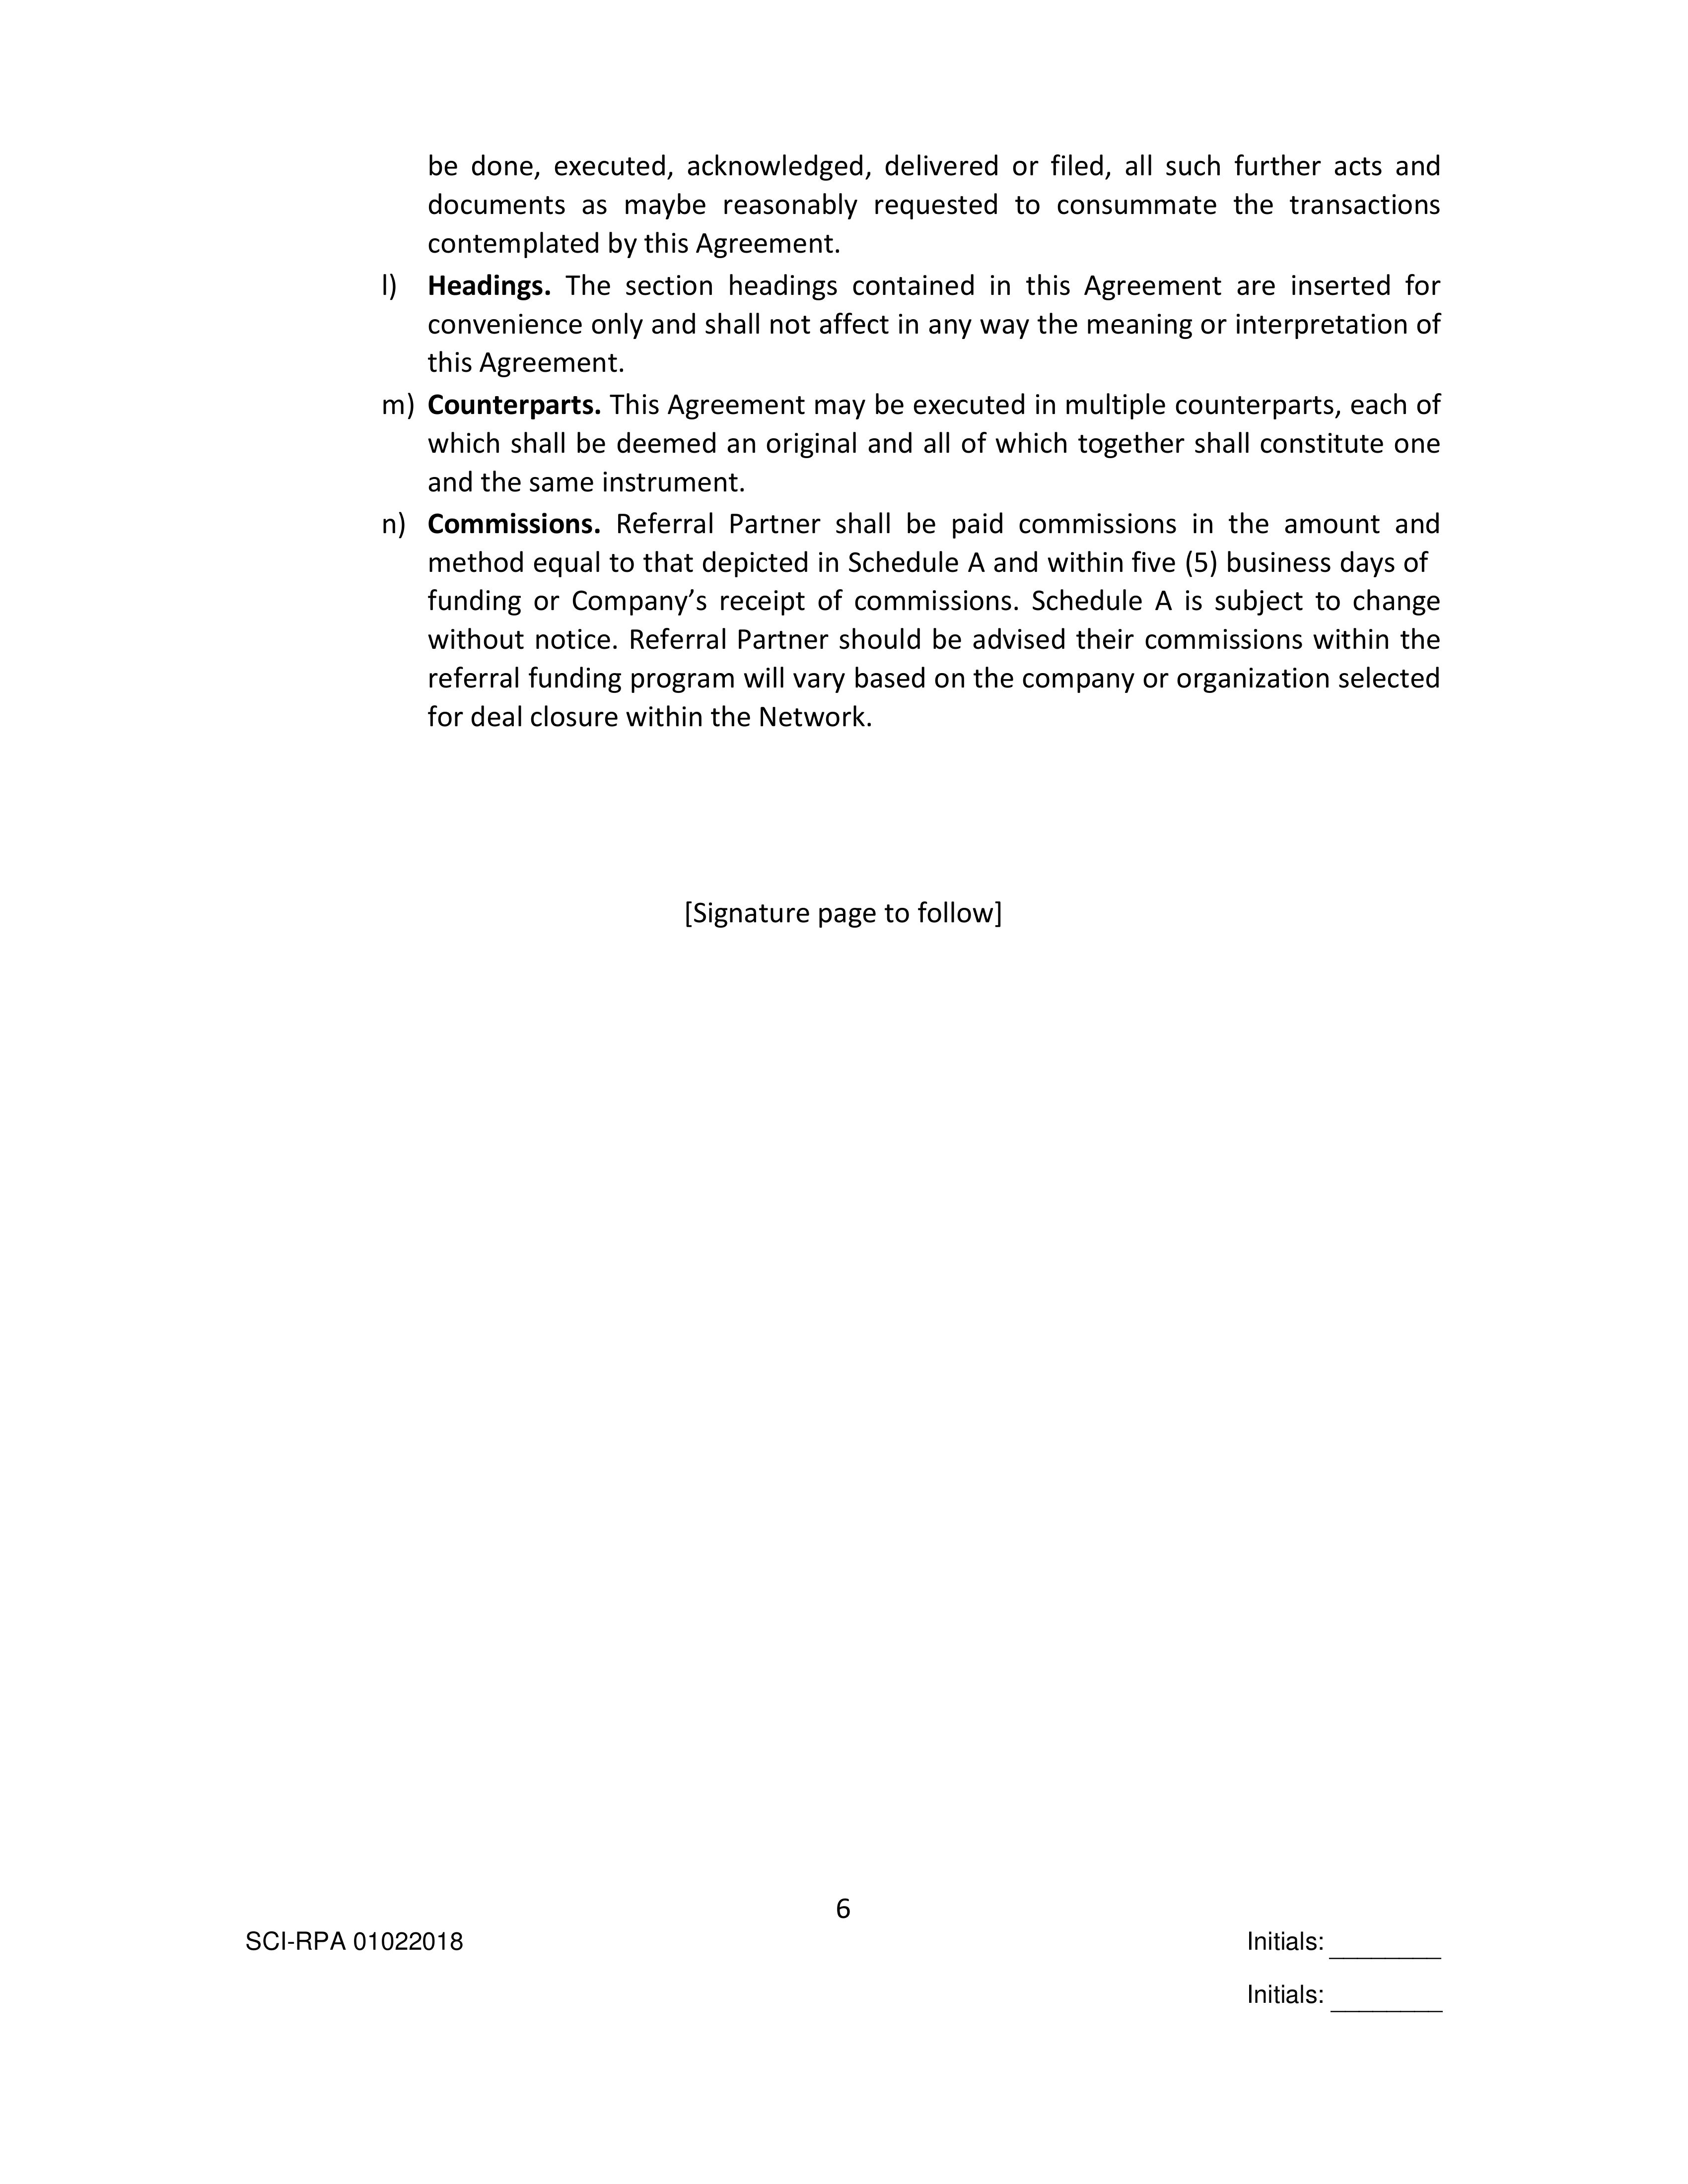 be done, executed, acknowledged, delivered or filed, all such further acts and
documents as maybe reasonably requested to consummate the transactions
contemplated by this Agreement.
l) Headings. The section headings contained in this Agreement are inserted for
convenience only and shall not affect in any way the meaning or interpretation of
this Agreement.
m) Counterparts. This Agreement may be executed in multiple counterparts, each of
which shall be deemed an original and all of which together shall constitute one
and the same instrument.
n) Commissions. Referral Partner shall be paid commissions in the amount and
method equal to that depicted in Schedule A and within five (5) business days of
funding or Company’s receipt of commissions. Schedule A is subject to change
without notice. Referral Partner should be advised their commissions within the
referral funding program will vary based on the company or organization selected
for deal closure within the Network.
[Signature page to follow]
6
SCI-RPA 01022018 Initials: ________
Initials: ________